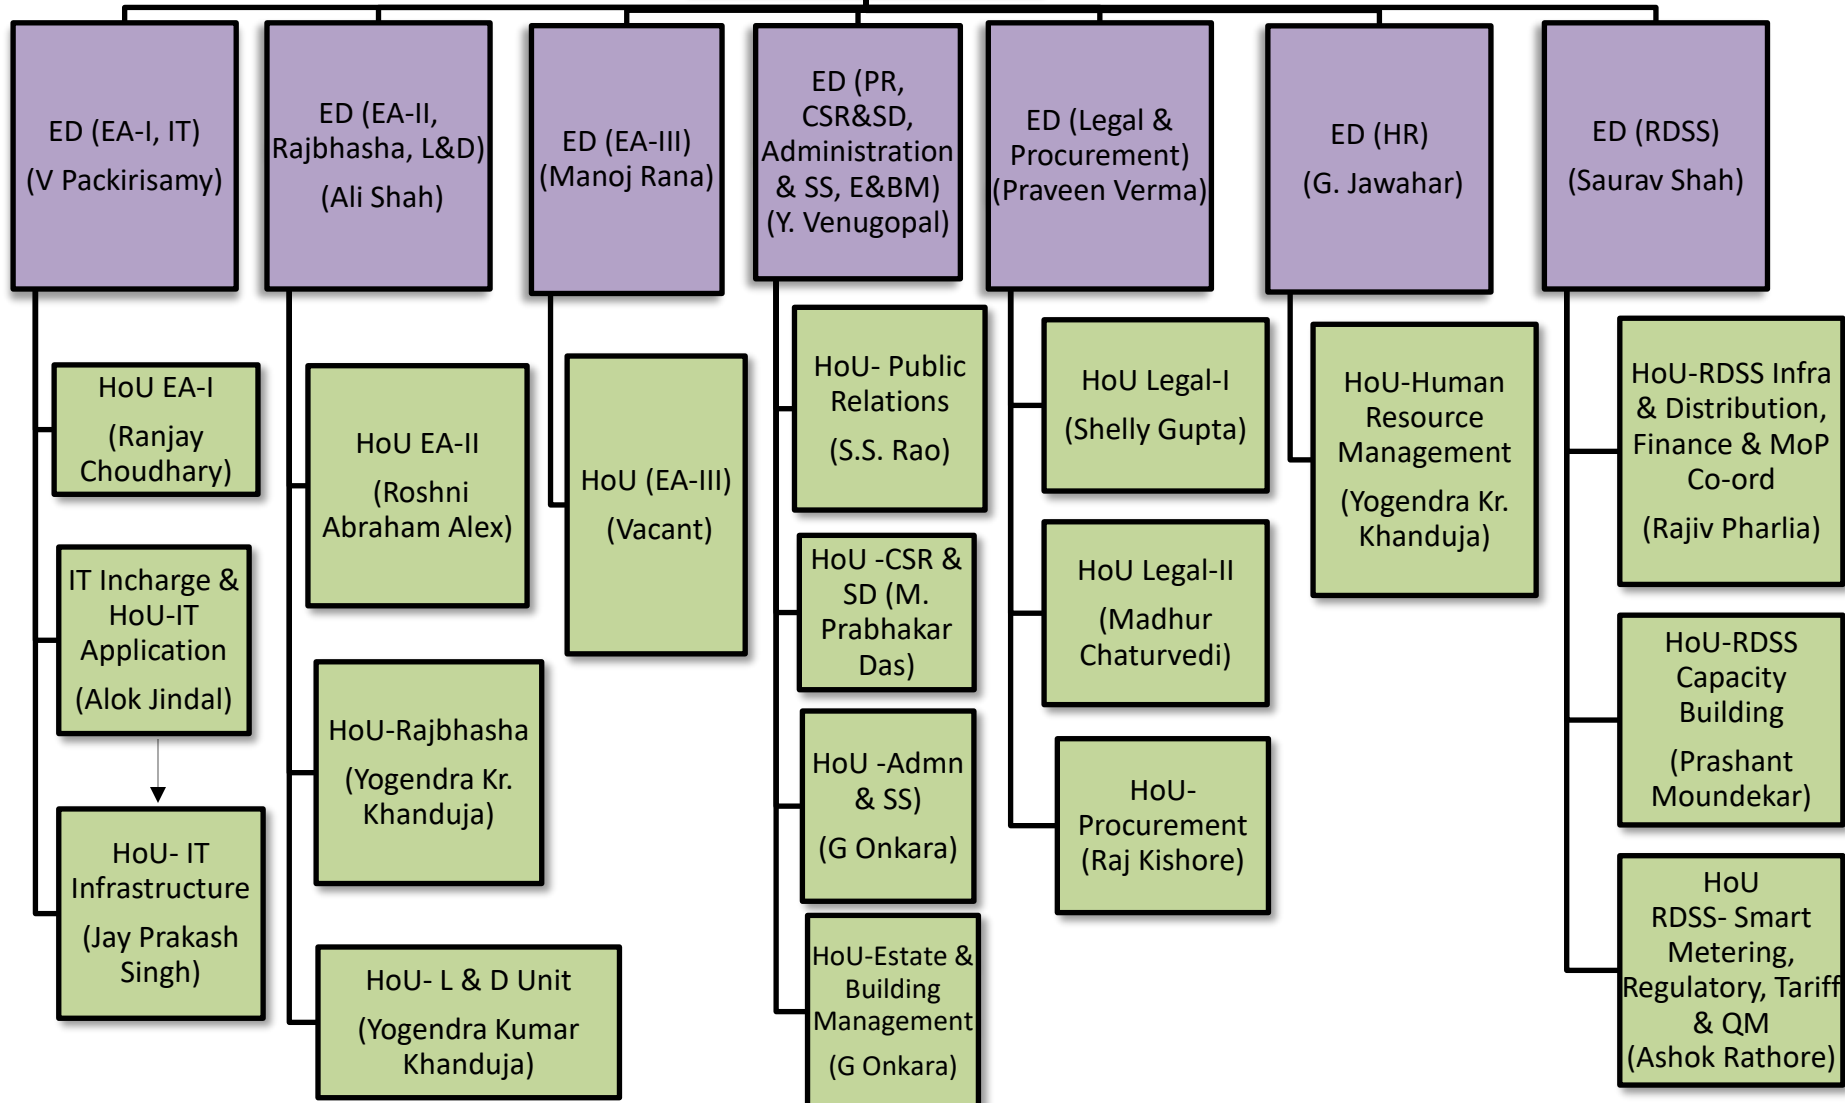 ED (EA-I, IT)
(V Packirisamy)
HoU EA-I
(Ranjay
Choudhary)
IT Incharge &
HoU-IT
Application
(Alok Jindal)
HoU- IT
Infrastructure
(Jay Prakash
Singh)
ED (EA-II,
Rajbhasha, L&D)
(Ali Shah)
HoU EA-II
(Roshni
Abraham Alex)
HoU-Rajbhasha
(Yogendra Kr.
Khanduja)
HoU- L & D Unit
(Yogendra Kumar
Khanduja)
ED (EA-III)
(Manoj Rana)
HoU (EA-III)
(Vacant)
ED (PR,
CSR&SD,
Administration
& SS, E&BM)
(Y. Venugopal)
HoU- Public
Relations
(S.S. Rao)
HoU -CSR &
SD (M.
Prabhakar
Das)
HoU -Admn
& SS)
(G Onkara)
HoU-Estate &
Building
Management
(G Onkara)
ED (Legal &
Procurement)
(Praveen Verma)
HoU Legal-I
(Shelly Gupta)
HoU Legal-II
(Madhur
Chaturvedi)
HoU-
Procurement
(Raj Kishore)
ED (HR)
(G. Jawahar)
HoU-Human
Resource
Management
(Yogendra Kr.
Khanduja)
ED (RDSS)
(Saurav Shah)
HoU-RDSS Infra
& Distribution,
Finance & MoP
Co-ord
(Rajiv Pharlia)
HoU-RDSS
Capacity
Building
(Prashant
Moundekar)
HoU
RDSS- Smart
Metering,
Regulatory, Tariff
& QM
(Ashok Rathore)